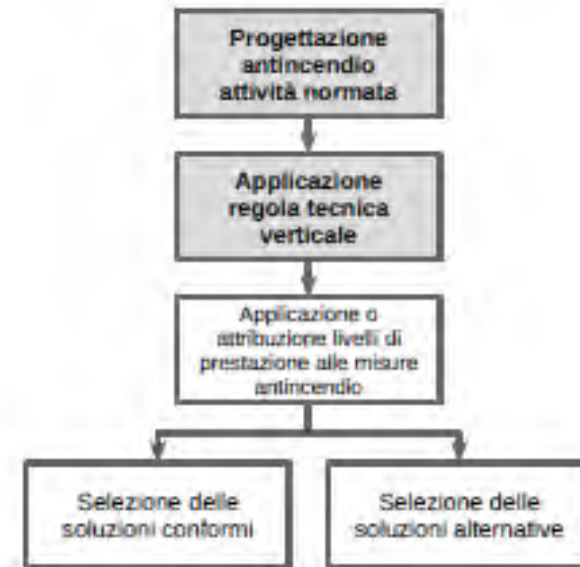 Progettazione
antincendio
attività normata
Applicazione
regola tecnica
verticale
Applicazione o
attribuzione livelli di
prestazione alle misure
antincendio
Selezione delle
soluzioni conformi
Selezione delle
soluzioni alternative